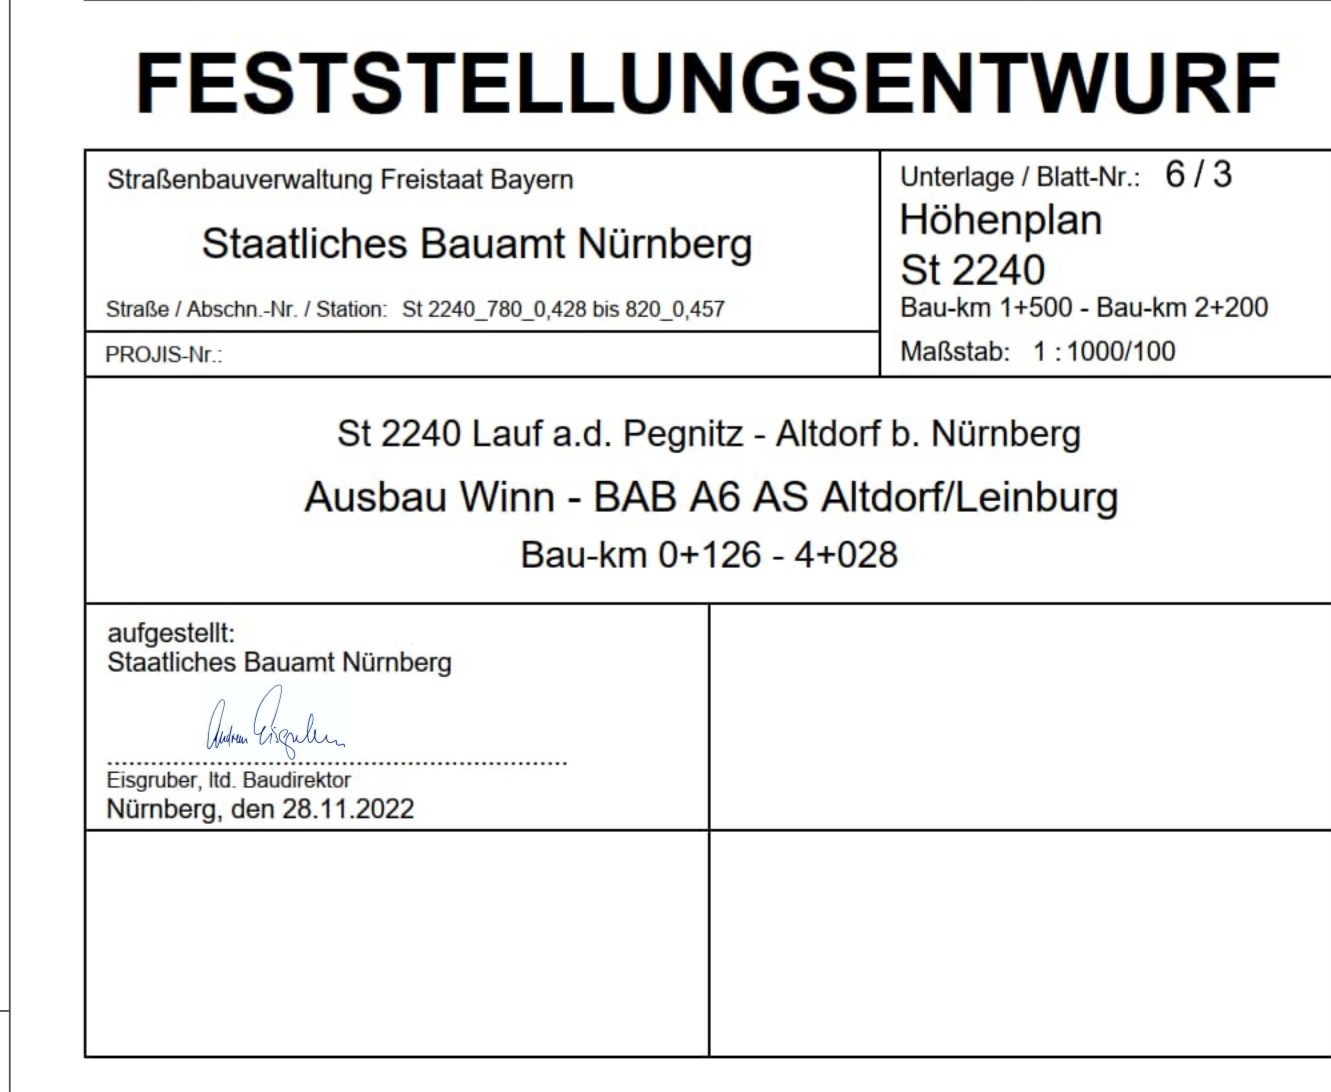 FESTSTELLUNGSENTWURF
Straßenbauverwaltung Freistaat Bayern
Staatliches Bauamt Nürnberg
Straße / Abschn.-Nr. / Station: St 2240_780_0,428 bis 820_0,457
PROJIS-Nr.:
Unterlage / Blatt-Nr.: 6 / 3
Höhenplan
St 2240
Bau-km 1+500 - Bau-km 2+200
Maßstab: 1 : 1000/100
St 2240 Lauf a.d. Pegnitz - Altdorf b. Nürnberg
Ausbau Winn - BAB A6 AS Altdorf/Leinburg
Bau-km 0+126 - 4+028
aufgestellt:
Staatliches Bauamt Nürnberg
Andreas Eisgruber
Eisgruber, ltd. Baudirektor
Nürnberg, den 28.11.2022